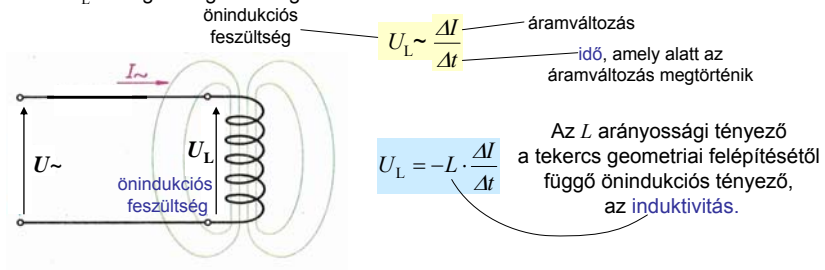 önindukciós
feszültség
U_L ~ ΔI/Δt
áramváltozás
idő, amely alatt az
áramváltozás megtörténik
I~
U~
U_L
önindukciós
feszültség
U_L = -L · ΔI/Δt
Az L arányossági tényező
a tekercs geometriai felépítésétől
függő önindukciós tényező,
az induktivitás.